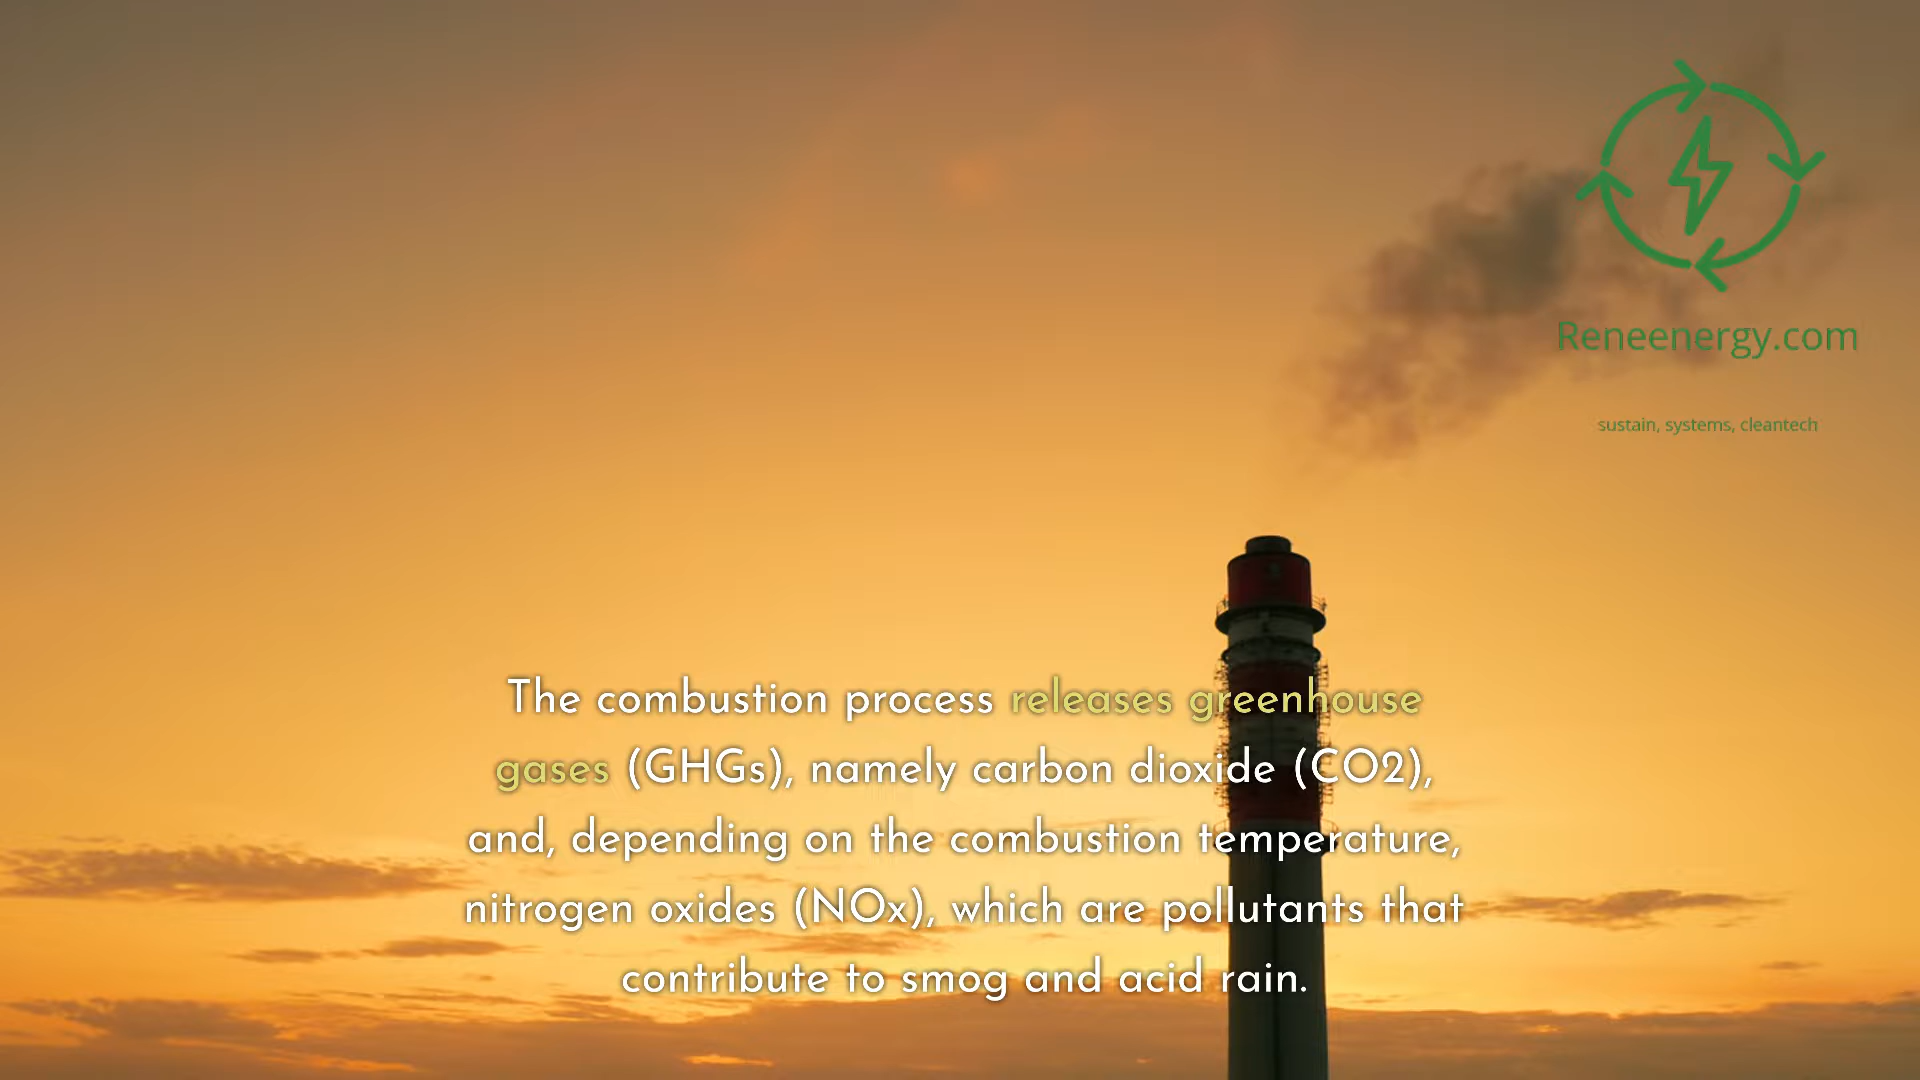 Reneenergy.com
sustain, systems, cleantech
The combustion process releases greenhouse
gases (GHGs), namely carbon dioxide (CO2),
and, depending on the combustion temperature,
nitrogen oxides (NOx), which are pollutants that
contribute to smog and acid rain.